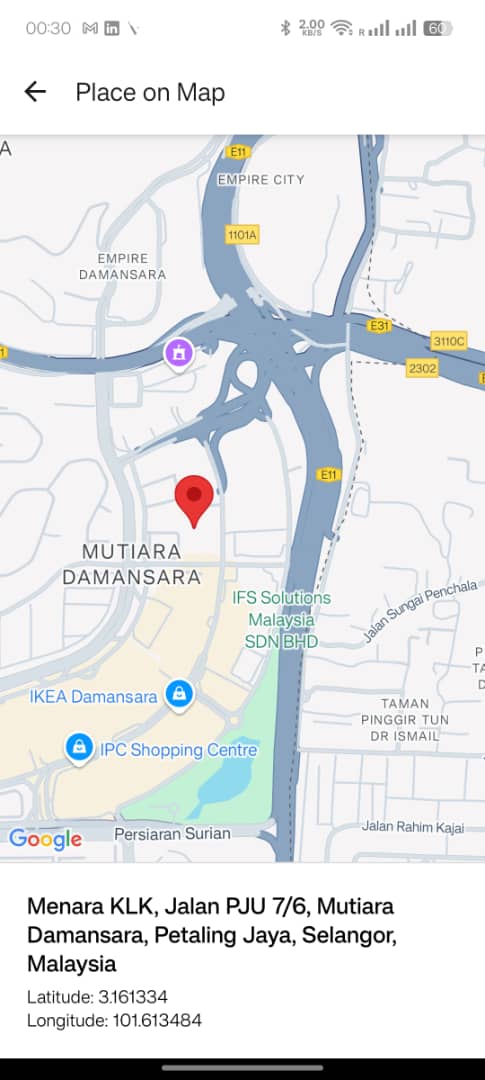 00:30
2.00
KB/S
R
60
Place on Map
A
E11
EMPIRE CITY
1101A
EMPIRE
DAMANSARA
E31
3110C
1
2302
E
E11
MUTIARA
DAMANSARA
IFS Solutions
Malaysia
SDN BHD
Jalan Sungai Penchala
P
TA
D
IKEA Damansara
TAMAN
PINGGIR TUN
DR ISMAIL
IPC Shopping Centre
Google
Persiaran Surian
Jalan Rahim Kajai
Menara KLK, Jalan PJU 7/6, Mutiara
Damansara, Petaling Jaya, Selangor,
Malaysia
Latitude: 3.161334
Longitude: 101.613484